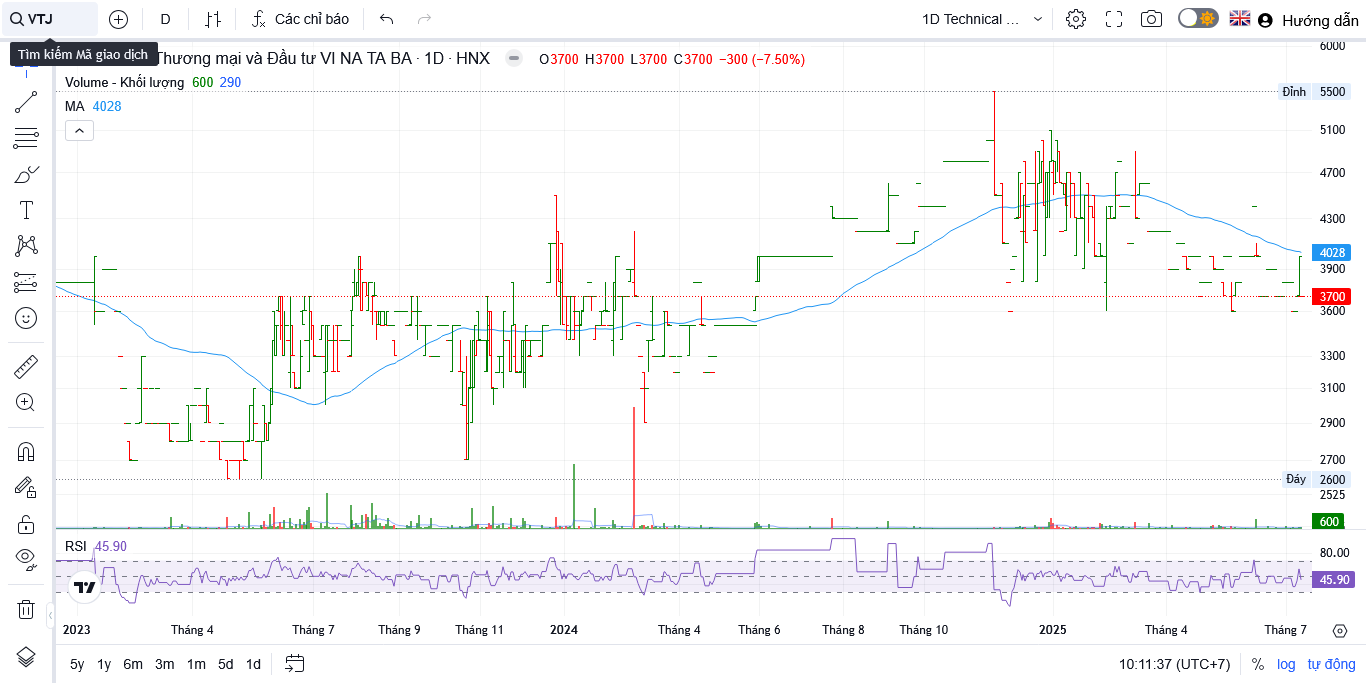 VTJ D Các chỉ báo 1D Technical ... Hướng dẫn
Tìm kiếm Mã giao dịch
Thương mại và Đầu tư VI NA TA BA · 1D · HNX O3700 H3700 L3700 C3700 −300 (−7.50%)
Volume - Khối lượng 600 290
MA 4028
6000
Đỉnh 5500
5100
4700
4300
4028
3900
3700
3600
3300
3100
2900
2700
Đáy 2600
2525
600
RSI 45.90
80.00
45.90
2023 Tháng 4 Tháng 7 Tháng 9 Tháng 11 2024 Tháng 4 Tháng 6 Tháng 8 Tháng 10 2025 Tháng 4 Tháng 7
5y 1y 6m 3m 1m 5d 1d 10:11:37 (UTC+7) % log tự động